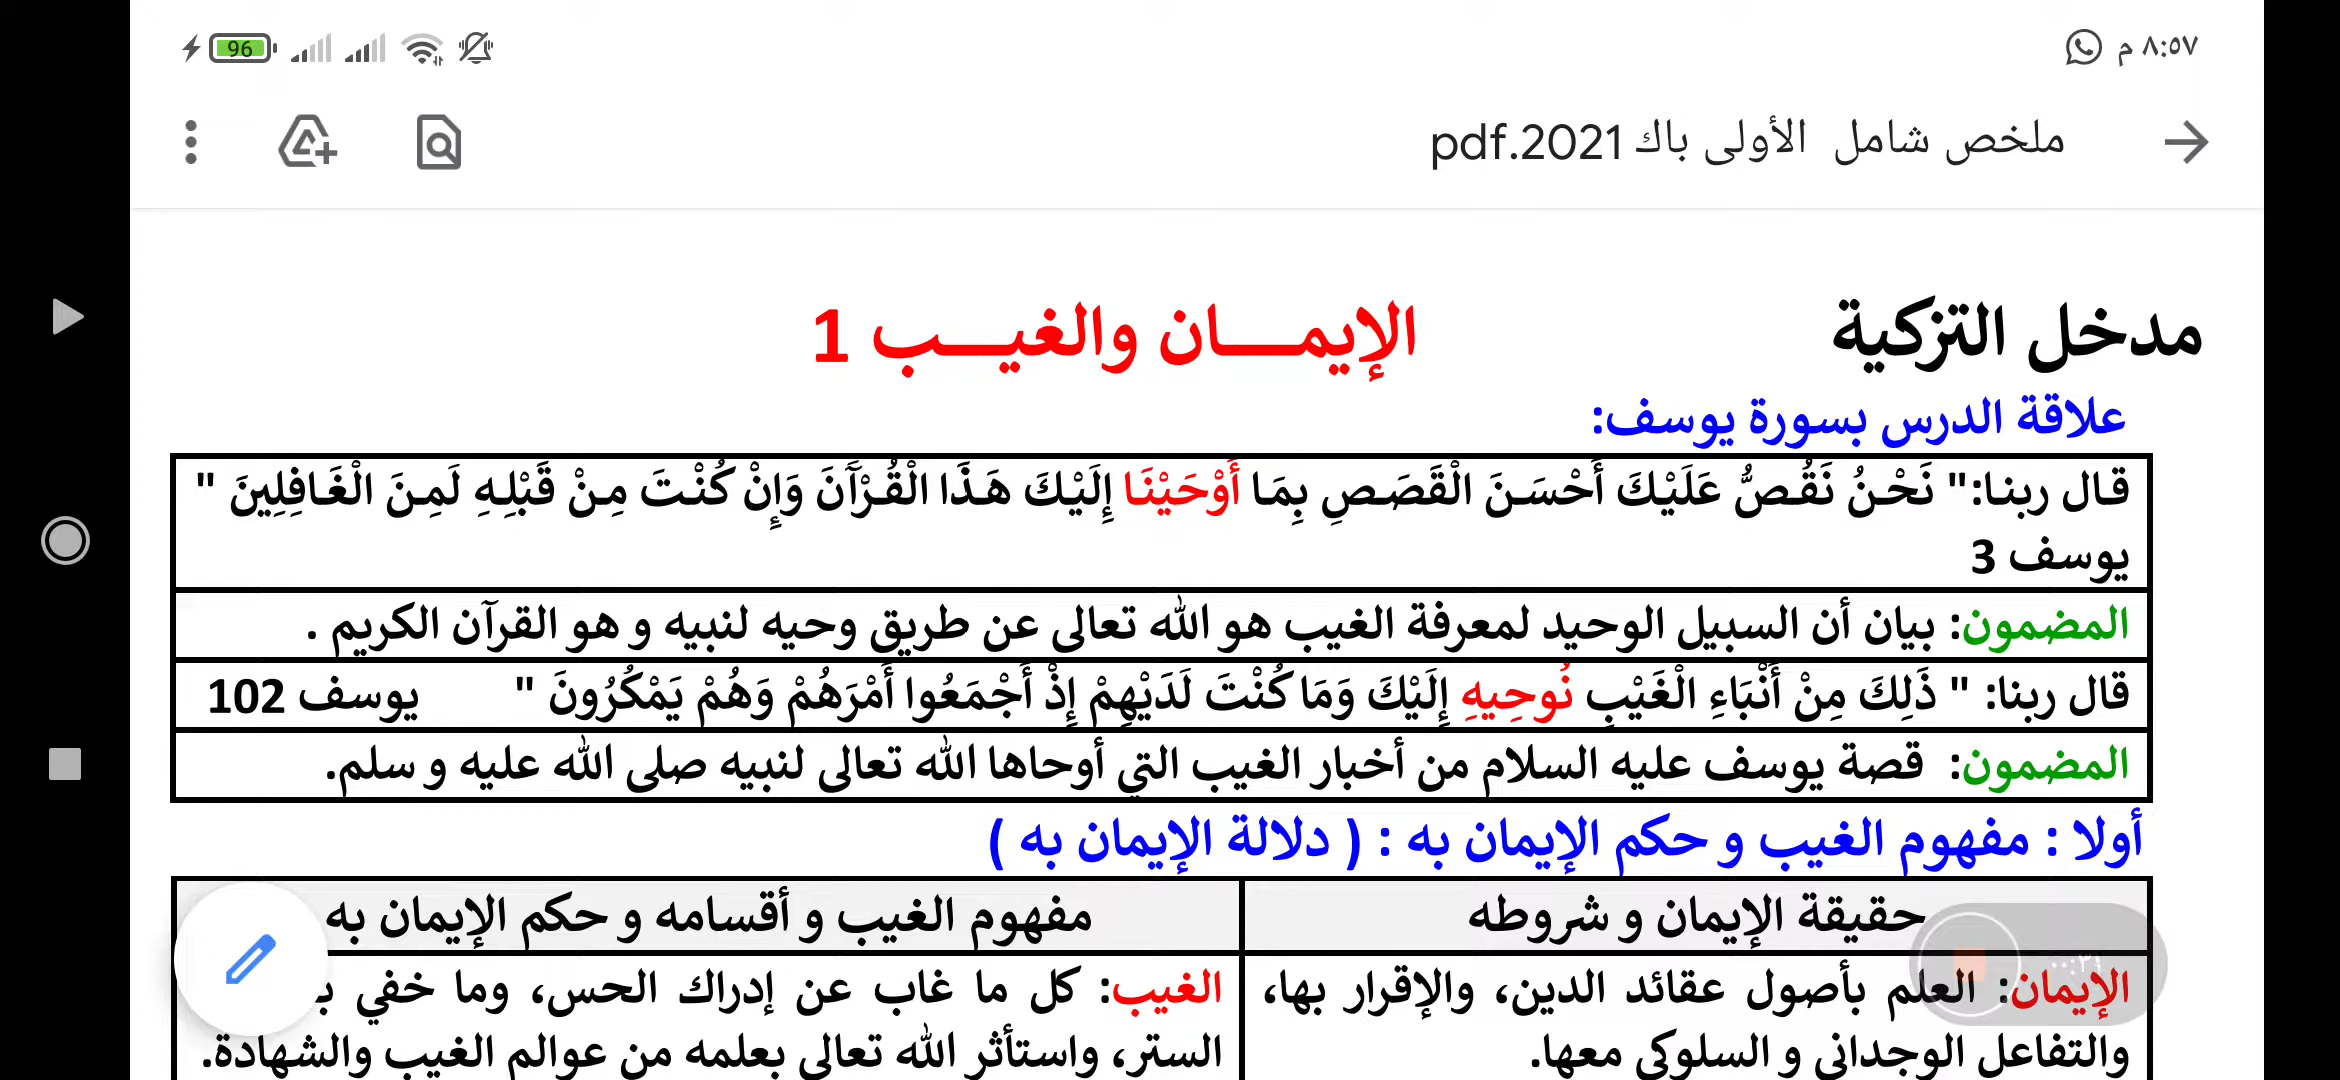 ٨:٥٧ م
96
ملخص شامل الأولى باك 2021.pdf
مدخل التزكية
الإيمـــــان والغيـــــب 1
علاقة الدرس بسورة يوسف:
قال ربنا:" نَحْنُ نَقُصُّ عَلَيْكَ أَحْسَنَ الْقَصَصِ بِمَا أَوْحَيْنَا إِلَيْكَ هَذَا الْقُرْآَنَ وَإِنْ كُنْتَ مِنْ قَبْلِهِ لَمِنَ الْغَافِلِينَ "
يوسف 3
المضمون: بيان أن السبيل الوحيد لمعرفة الغيب هو الله تعالى عن طريق وحيه لنبيه و هو القرآن الكريم .
قال ربنا: " ذَلِكَ مِنْ أَنْبَاءِ الْغَيْبِ نُوحِيهِ إِلَيْكَ وَمَا كُنْتَ لَدَيْهِمْ إِذْ أَجْمَعُوا أَمْرَهُمْ وَهُمْ يَمْكُرُونَ " يوسف 102
المضمون: قصة يوسف عليه السلام من أخبار الغيب التي أوحاها الله تعالى لنبيه صلى الله عليه و سلم.
أولا : مفهوم الغيب و حكم الإيمان به : ( دلالة الإيمان به )
حقيقة الإيمان و شروطه
مفهوم الغيب و أقسامه و حكم الإيمان به
الإيمان: العلم بأصول عقائد الدين، والإقرار بها،
والتفاعل الوجداني و السلوكي معها.
الغيب: كل ما غاب عن إدراك الحس، وما خفي
الستر، واستأثر الله تعالى بعلمه من عوالم الغيب والشهادة.